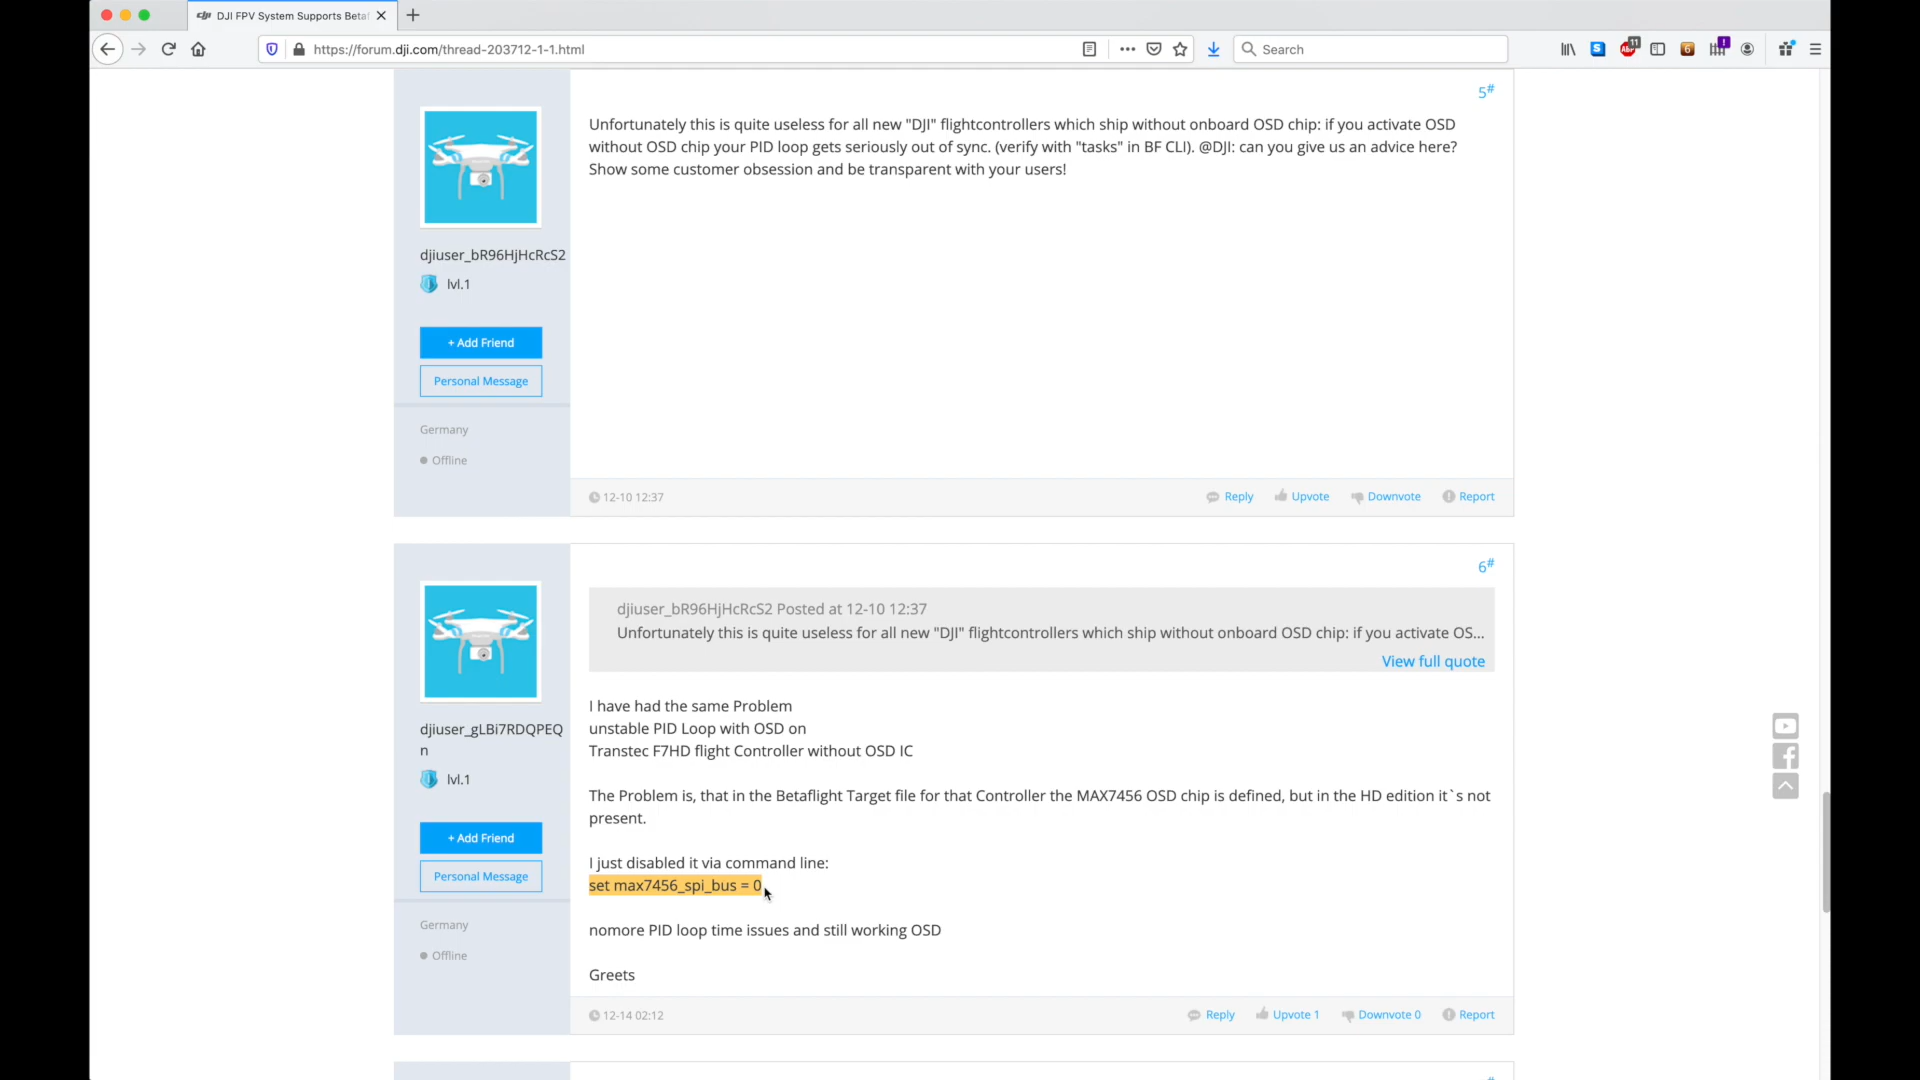 DJI FPV System Supports Beta
https://forum.dji.com/thread-203712-1-1.html
Search
11
5#
Unfortunately this is quite useless for all new "DJI" flightcontrollers which ship without onboard OSD chip: if you activate OSD
without OSD chip your PID loop gets seriously out of sync. (verify with "tasks" in BF CLI). @DJI: can you give us an advice here?
Show some customer obsession and be transparent with your users!
djiuser_bR96HjHcRcS2
lvl.1
+ Add Friend
Personal Message
Germany
Offline
12-10 12:37
Reply
Upvote
Downvote
Report
6#
djiuser_bR96HjHcRcS2 Posted at 12-10 12:37
Unfortunately this is quite useless for all new "DJI" flightcontrollers which ship without onboard OSD chip: if you activate OS...
View full quote
djiuser_gLBi7RDQPEQ
n
lvl.1
+ Add Friend
Personal Message
Germany
Offline
I have had the same Problem
unstable PID Loop with OSD on
Transtec F7HD flight Controller without OSD IC
The Problem is, that in the Betaflight Target file for that Controller the MAX7456 OSD chip is defined, but in the HD edition it`s not
present.
I just disabled it via command line:
set max7456_spi_bus = 0
nomore PID loop time issues and still working OSD
Greets
12-14 02:12
Reply
Upvote 1
Downvote 0
Report